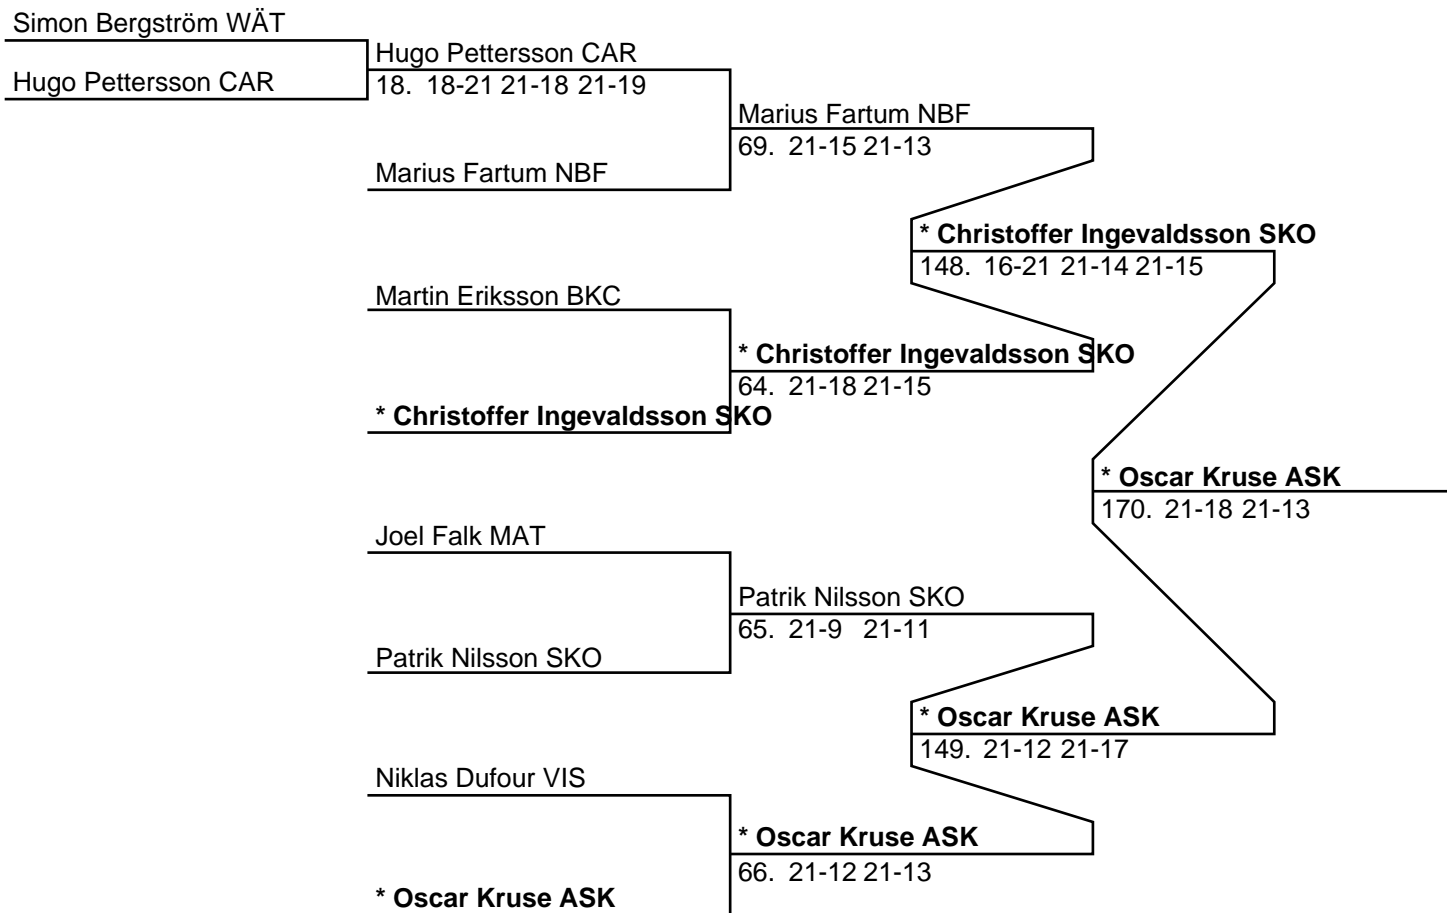 Simon Bergström WÄT
Hugo Pettersson CAR
Hugo Pettersson CAR
18. 18-21 21-18 21-19
Marius Fartum NBF
69. 21-15 21-13
Marius Fartum NBF
* Christoffer Ingevaldsson SKO
148. 16-21 21-14 21-15
Martin Eriksson BKC
* Christoffer Ingevaldsson SKO
64. 21-18 21-15
* Christoffer Ingevaldsson SKO
* Oscar Kruse ASK
170. 21-18 21-13
Joel Falk MAT
Patrik Nilsson SKO
65. 21-9 21-11
Patrik Nilsson SKO
* Oscar Kruse ASK
149. 21-12 21-17
Niklas Dufour VIS
* Oscar Kruse ASK
66. 21-12 21-13
* Oscar Kruse ASK